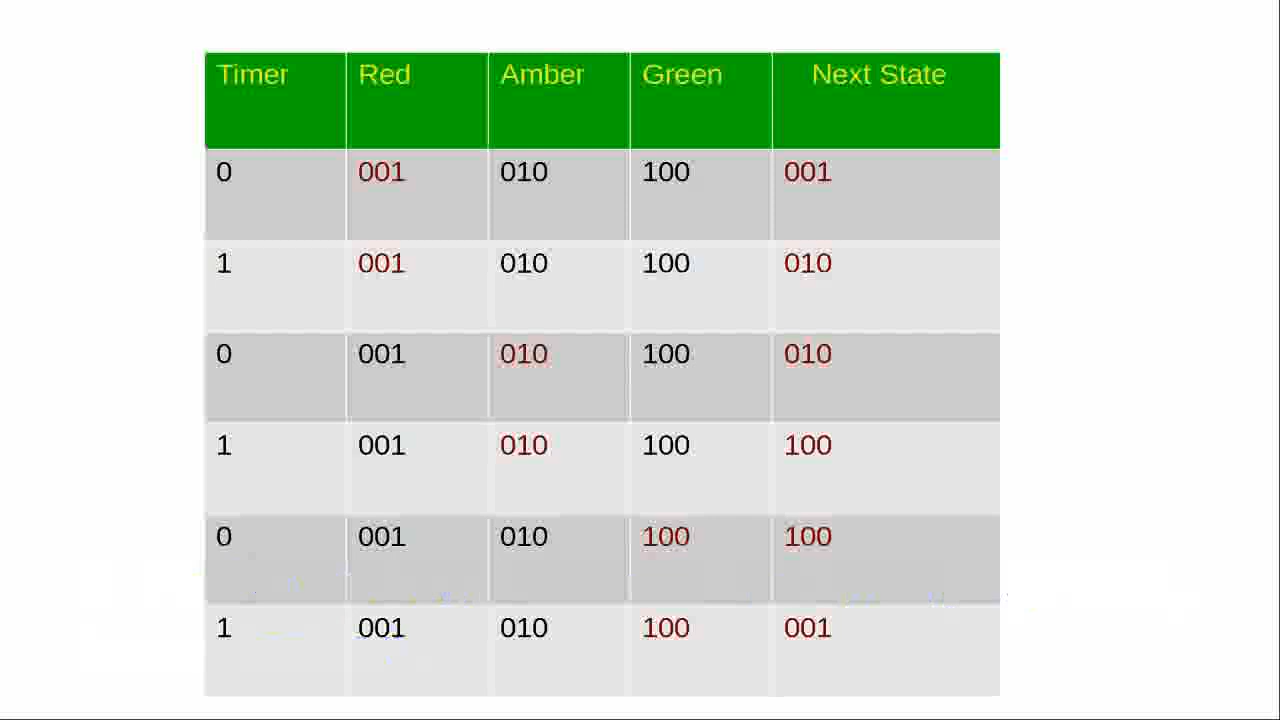 Timer Red Amber Green Next State
0 001 010 100 001
1 001 010 100 010
0 001 010 100 010
1 001 010 100 100
0 001 010 100 100
1 001 010 100 001